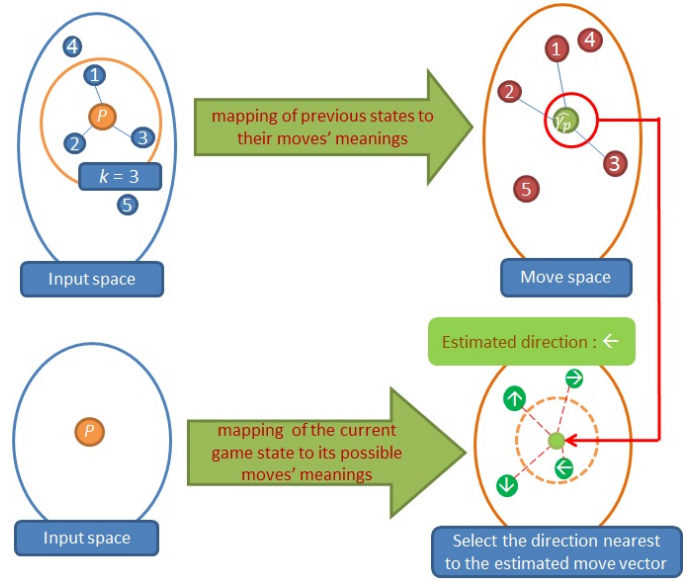 4
1
P
2
3
k = 3
5
Input space
mapping of previous states to
their moves' meanings
1
4
2
ŷp
3
5
Move space
Estimated direction : ←
P
Input space
mapping of the current
game state to its possible
moves' meanings
→
↑
←
↓
Select the direction nearest
to the estimated move vector